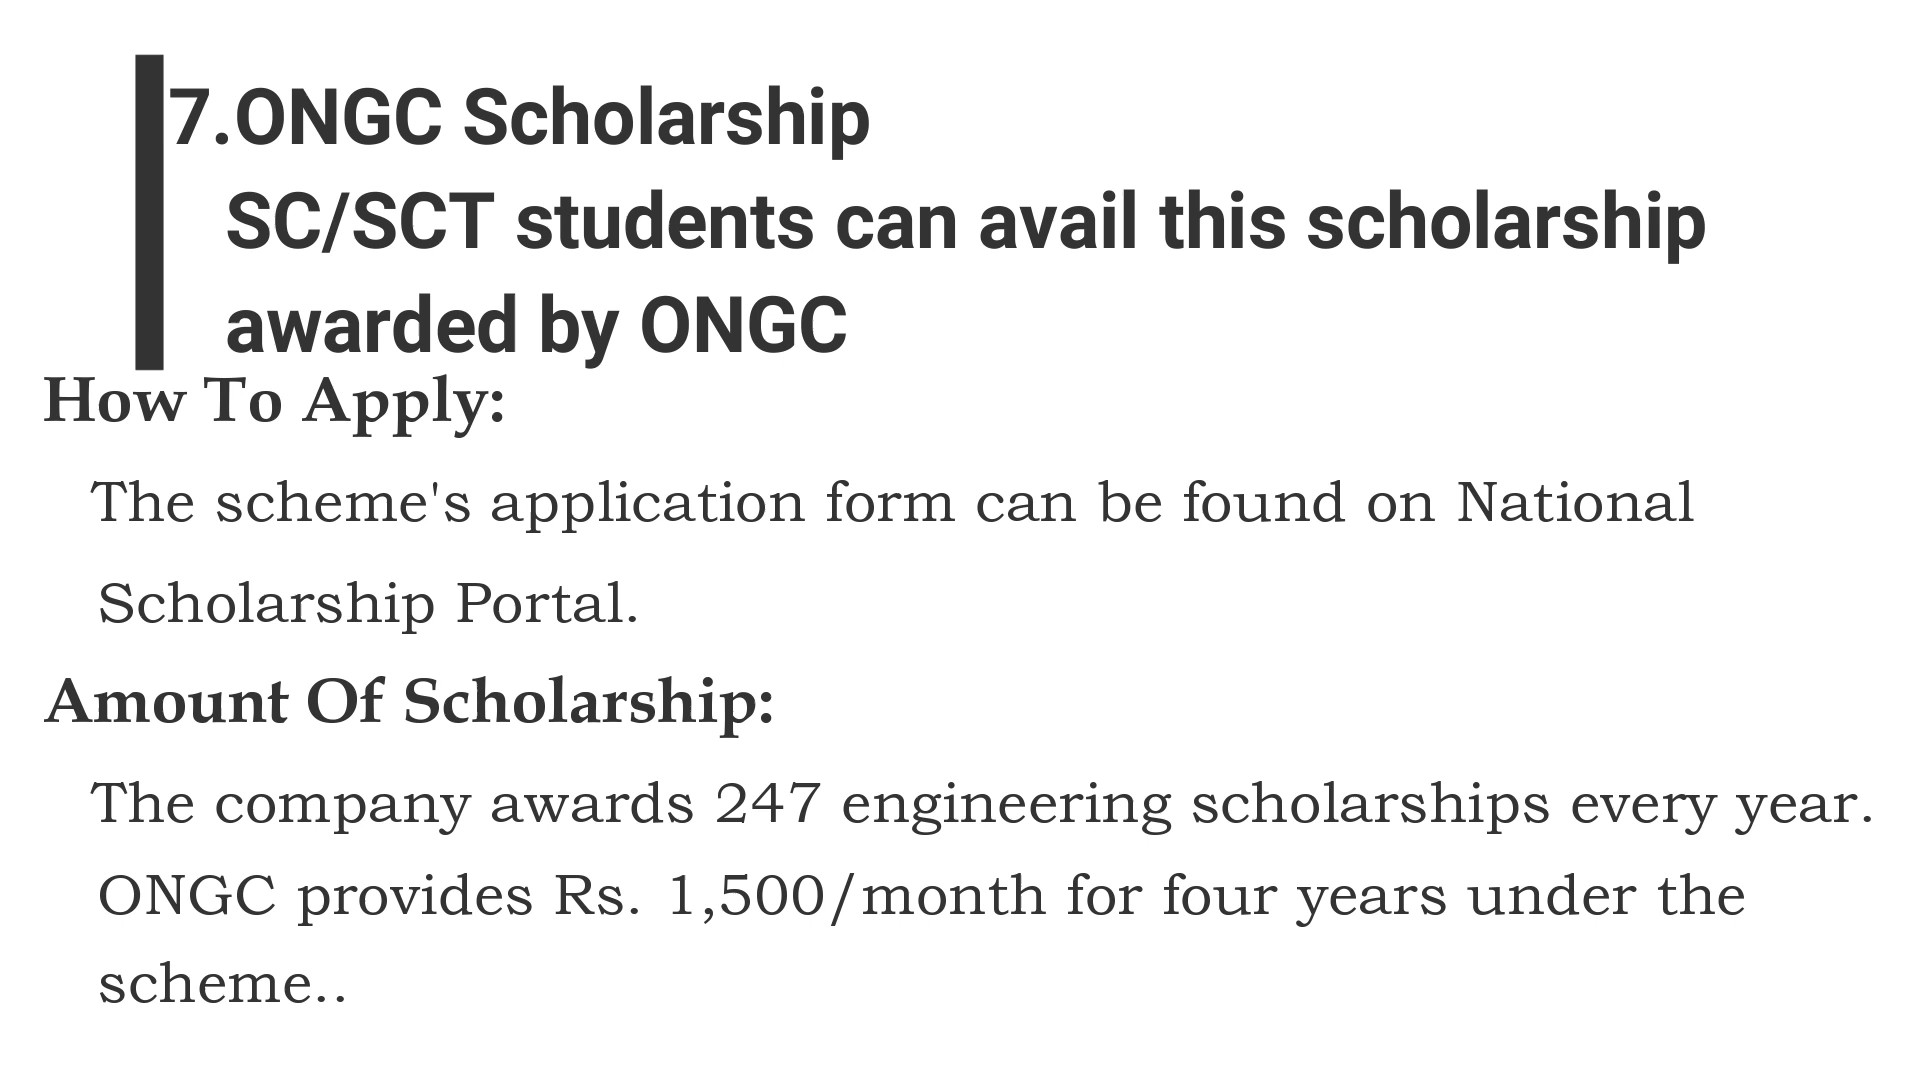 7.ONGC Scholarship
SC/SCT students can avail this scholarship
awarded by ONGC
How To Apply:
The scheme's application form can be found on National
Scholarship Portal.
Amount Of Scholarship:
The company awards 247 engineering scholarships every year.
ONGC provides Rs. 1,500/month for four years under the
scheme..